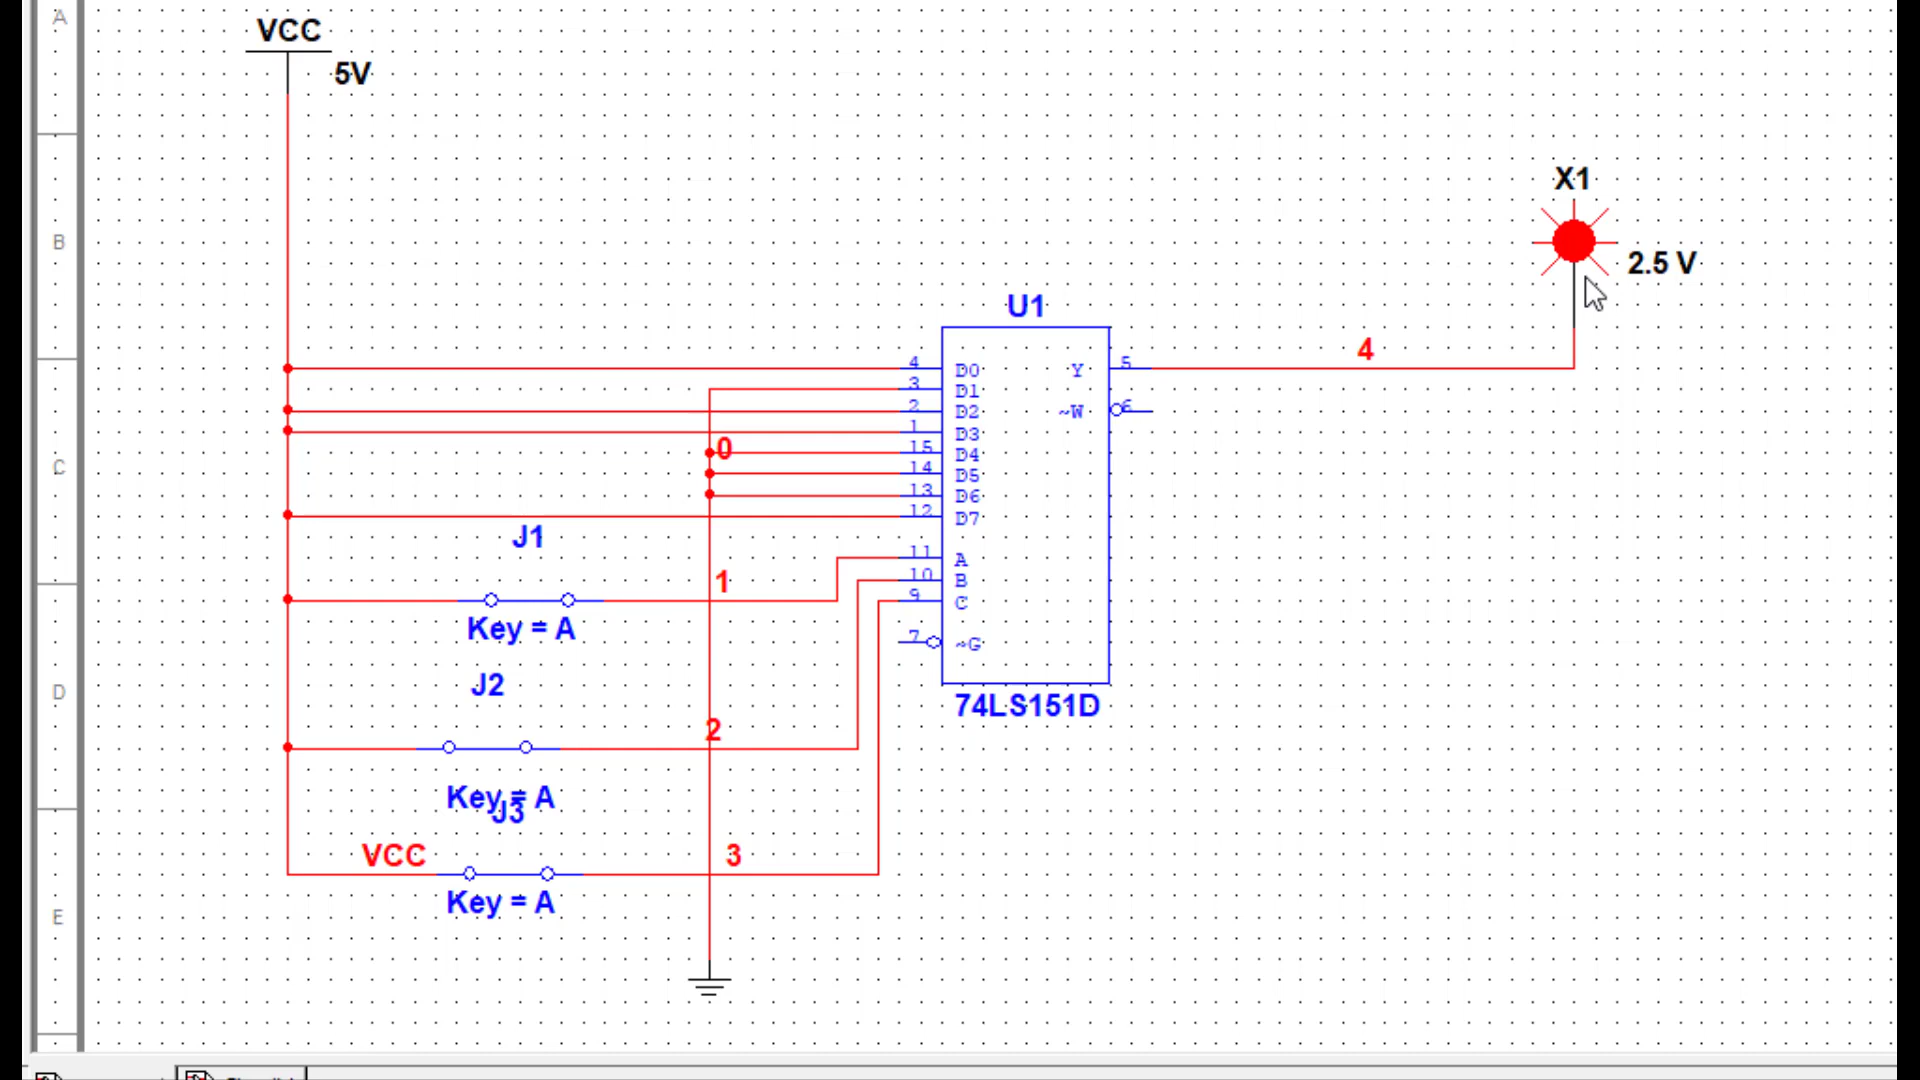 A
VCC
5V
X1
B
2.5 V
U1
4
4 D0 Y 5
3 D1
2 D2 ~W 6
1 D3
0
15 D4
C
14 D5
13 D6
12 D7
J1
11 A
1
10 B
9 C
Key = A
7 ~G
J2
D
74LS151D
2
Key = A
J3
VCC
3
Key = A
E